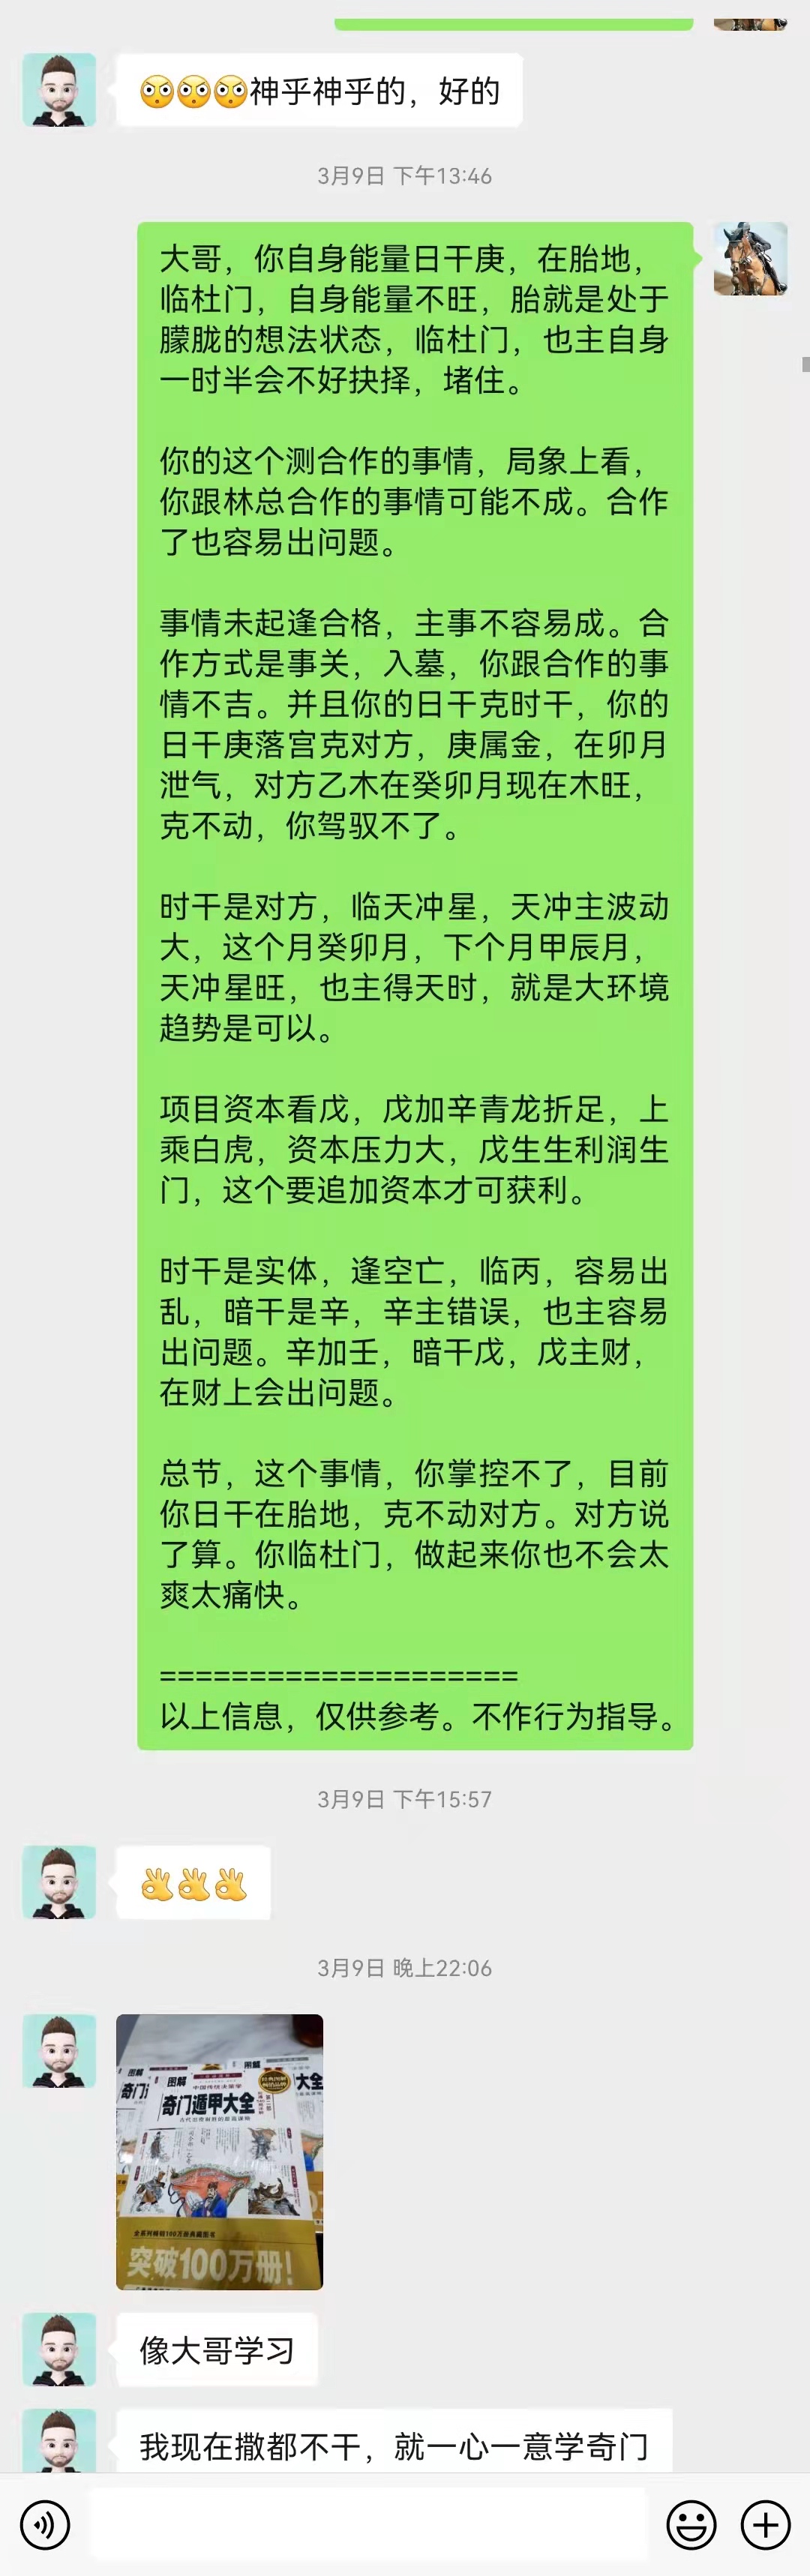 神乎神乎的，好的
3月9日 下午13:46
大哥，你自身能量日干庚，在胎地，
临杜门，自身能量不旺，胎就是处于
朦胧的想法状态，临杜门，也主自身
一时半会不好抉择，堵住。
你的这个测合作的事情，局象上看，
你跟林总合作的事情可能不成。合作
了也容易出问题。
事情未起逢合格，主事不容易成。合
作方式是事关，入墓，你跟合作的事
情不吉。并且你的日干克时干，你的
日干庚落宫克对方，庚属金，在卯月
泄气，对方乙木在癸卯月现在木旺，
克不动，你驾驭不了。
时干是对方，临天冲星，天冲主波动
大，这个月癸卯月，下个月甲辰月，
天冲星旺，也主得天时，就是大环境
趋势是可以。
项目资本看戊，戊加辛青龙折足，上
乘白虎，资本压力大，戊生生利润生
门，这个要追加资本才可获利。
时干是实体，逢空亡，临丙，容易出
乱，暗干是辛，辛主错误，也主容易
出问题。辛加壬，暗干戊，戊主财，
在财上会出问题。
总节，这个事情，你掌控不了，目前
你日干在胎地，克不动对方。对方说
了算。你临杜门，做起来你也不会太
爽太痛快。
====================
以上信息，仅供参考。不作行为指导。
3月9日 下午15:57
3月9日 晚上22:06
图解
图解
图解
中国传统决策学
奇门
奇门遁甲大全
大全
突破100万册！
像大哥学习
我现在撒都不干，就一心一意学奇门